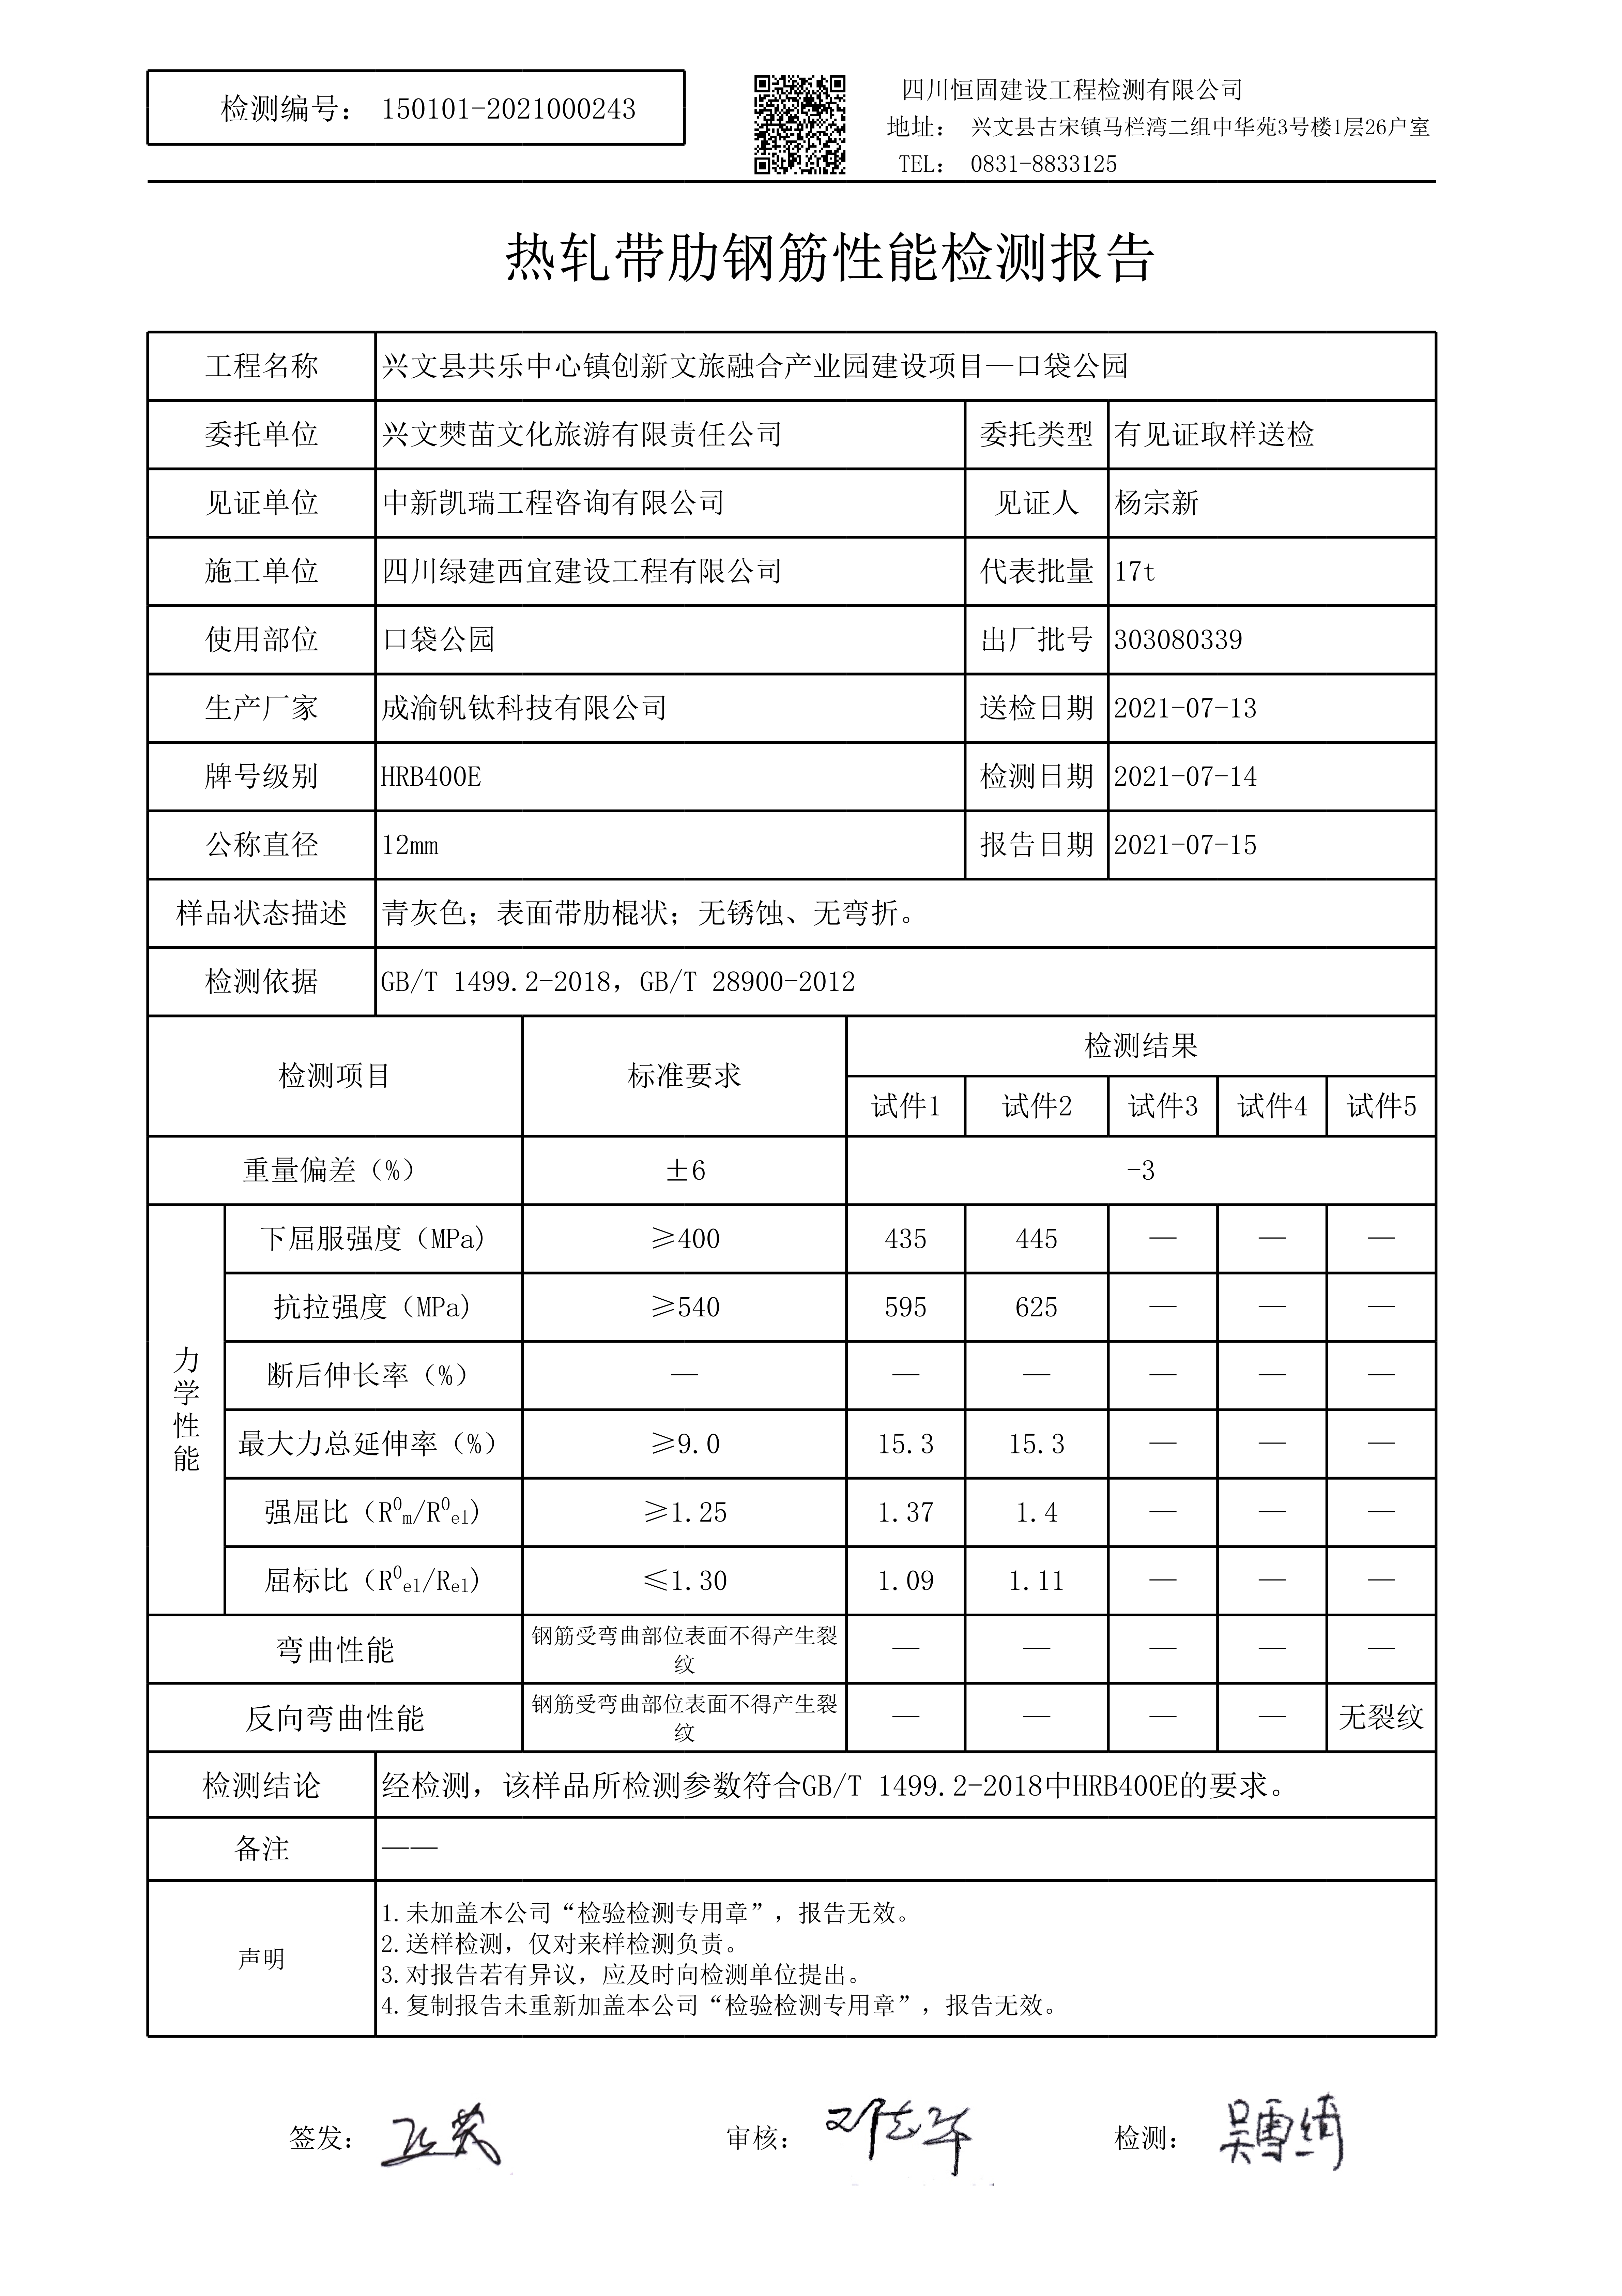 检测编号： 150101-2021000243
四川恒固建设工程检测有限公司
地址： 兴文县古宋镇马栏湾二组中华苑3号楼1层26户室
TEL： 0831-8833125
热轧带肋钢筋性能检测报告
工程名称 兴文县共乐中心镇创新文旅融合产业园建设项目—口袋公园
委托单位 兴文僰苗文化旅游有限责任公司 委托类型 有见证取样送检
见证单位 中新凯瑞工程咨询有限公司 见证人 杨宗新
施工单位 四川绿建西宜建设工程有限公司 代表批量 17t
使用部位 口袋公园 出厂批号 303080339
生产厂家 成渝钒钛科技有限公司 送检日期 2021-07-13
牌号级别 HRB400E 检测日期 2021-07-14
公称直径 12mm 报告日期 2021-07-15
样品状态描述 青灰色；表面带肋棍状；无锈蚀、无弯折。
检测依据 GB/T 1499.2-2018，GB/T 28900-2012
检测项目 标准要求 检测结果
试件1 试件2 试件3 试件4 试件5
重量偏差（%） ±6 -3
力学性能
下屈服强度（MPa） ≥400 435 445 — — —
抗拉强度（MPa） ≥540 595 625 — — —
断后伸长率（%） — — — — — —
最大力总延伸率（%） ≥9.0 15.3 15.3 — — —
强屈比（R⁰m/R⁰el） ≥1.25 1.37 1.4 — — —
屈标比（R⁰el/Rel） ≤1.30 1.09 1.11 — — —
弯曲性能 钢筋受弯曲部位表面不得产生裂纹 — — — — —
反向弯曲性能 钢筋受弯曲部位表面不得产生裂纹 — — — — 无裂纹
检测结论 经检测，该样品所检测参数符合GB/T 1499.2-2018中HRB400E的要求。
备注 ——
声明
1.未加盖本公司“检验检测专用章”，报告无效。
2.送样检测，仅对来样检测负责。
3.对报告若有异议，应及时向检测单位提出。
4.复制报告未重新加盖本公司“检验检测专用章”，报告无效。
签发： 审核： 检测： 吴雪绮